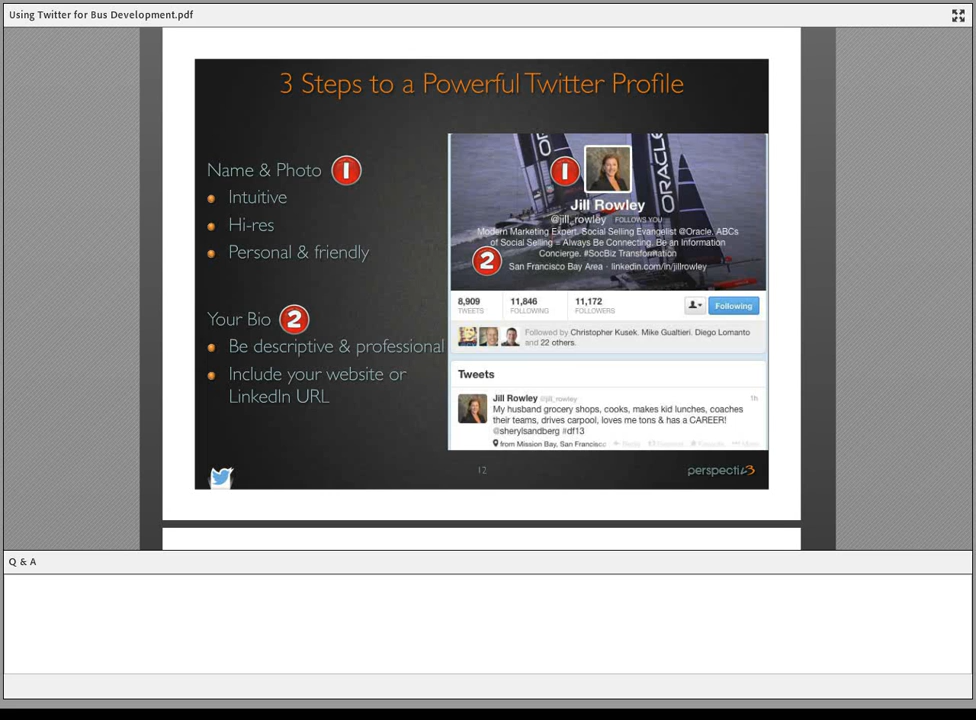 Using Twitter for Bus Development.pdf
3 Steps to a Powerful Twitter Profile
Name & Photo 1
Intuitive
Hi-res
Personal & friendly
Your Bio 2
Be descriptive & professional
Include your website or
LinkedIn URL
ORACLE
ORACLE
1
Jill Rowley
@jill_rowley FOLLOWS YOU
Modern Marketing Expert. Social Selling Evangelist @Oracle. ABCs
of Social Selling = Always Be Connecting. Be an Information
Concierge. #SocBiz Transformation
2
San Francisco Bay Area · linkedin.com/in/jillrowley
8,909 11,846 11,172
TWEETS FOLLOWING FOLLOWERS
Following
Followed by Christopher Kusek, Mike Gualtieri, Diego Lomanto
and 22 others.
Tweets
Jill Rowley @jill_rowley 1h
My husband grocery shops, cooks, makes kid lunches, coaches
their teams, drives carpool, loves me tons & has a CAREER!
@sherylsandberg #df13
from Mission Bay, San Francisco
12
perspectiv3
Q & A